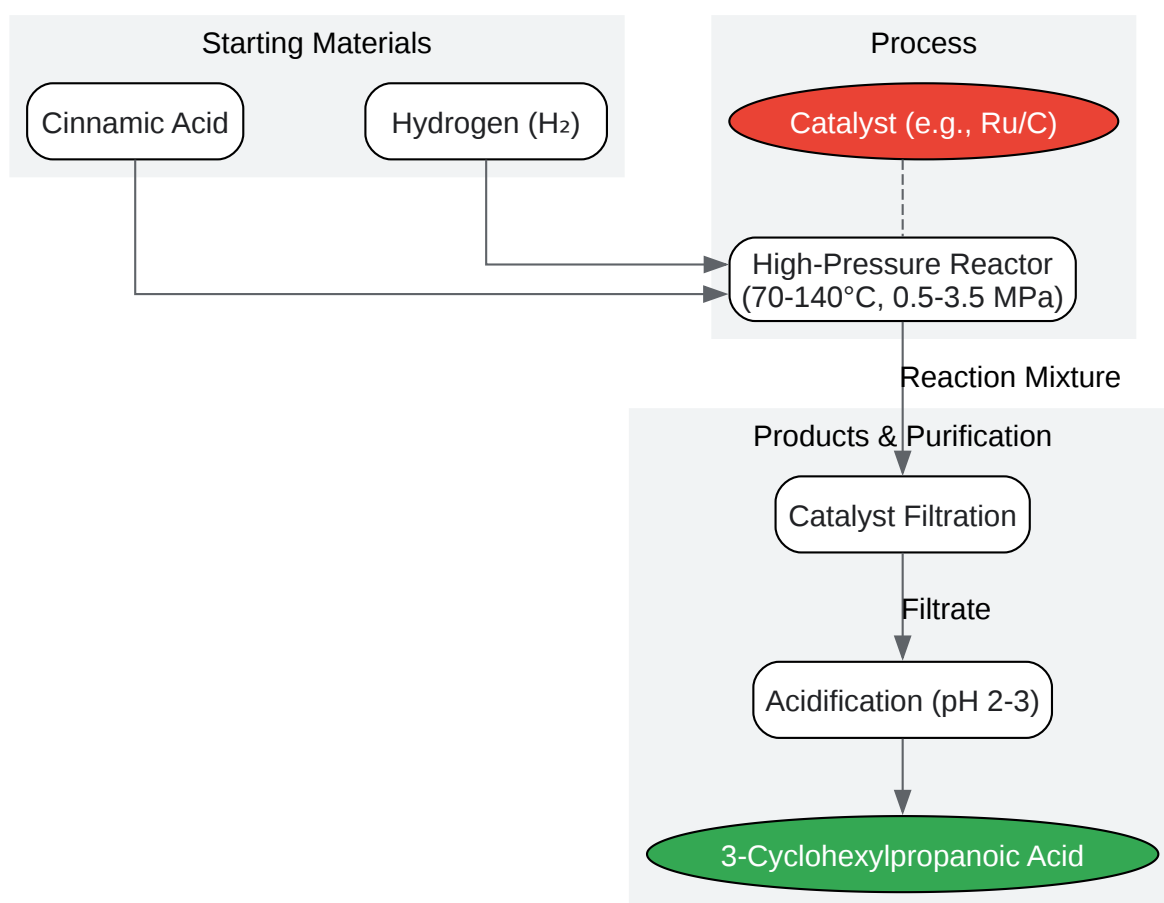 Starting Materials
Process
Cinnamic Acid
Hydrogen (H₂)
Catalyst (e.g., Ru/C)
High-Pressure Reactor
(70-140°C, 0.5-3.5 MPa)
Reaction Mixture
Products & Purification
Catalyst Filtration
Filtrate
Acidification (pH 2-3)
3-Cyclohexylpropanoic Acid